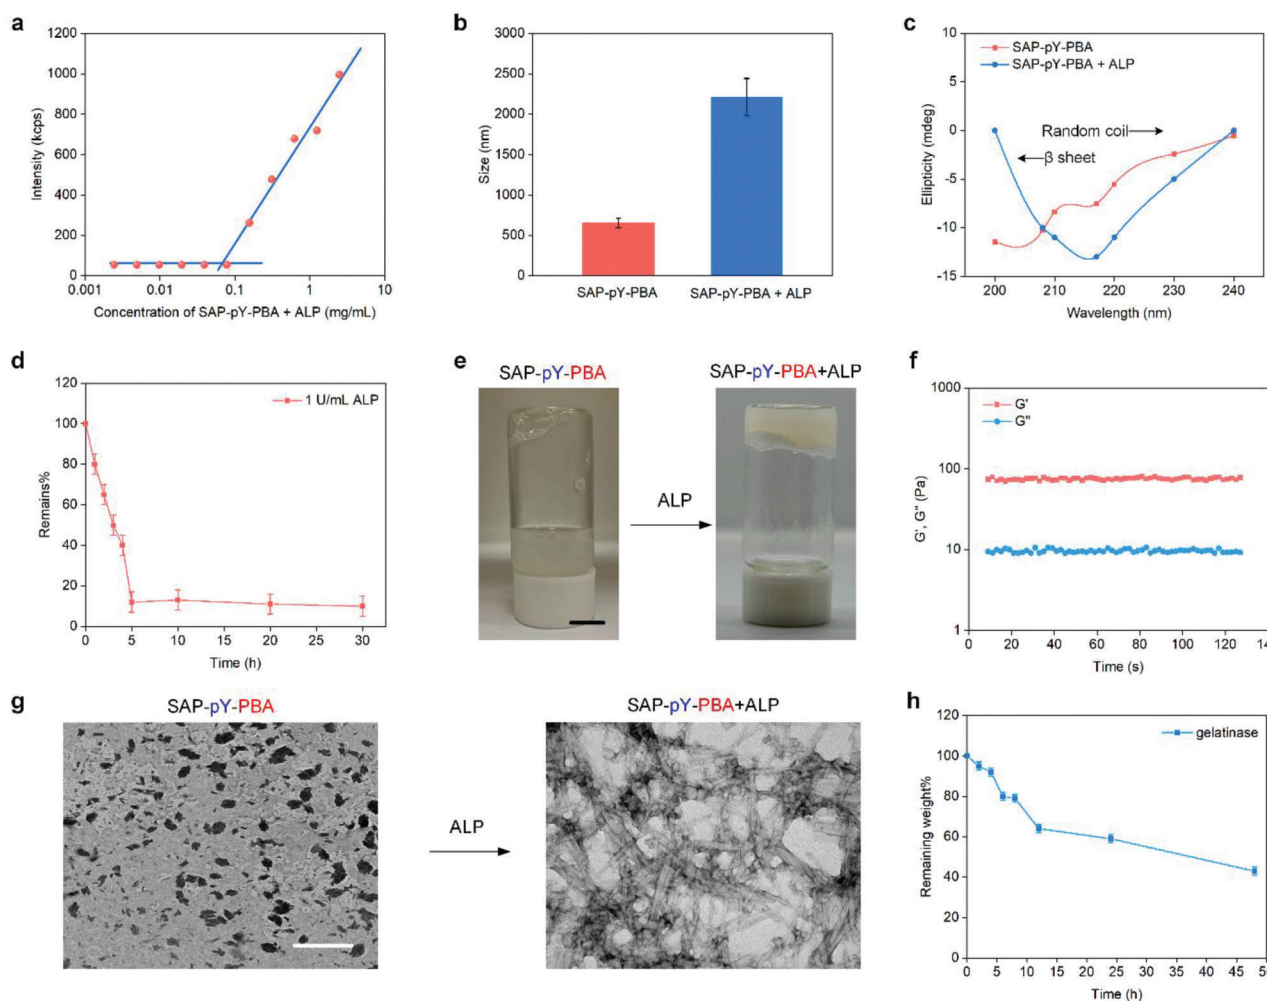 a
1200
1000
800
600
400
200
0
Intensity (kcps)
0.001 0.01 0.1 1 10
Concentration of SAP-pY-PBA + ALP (mg/mL)
b
3000
2500
2000
1500
1000
500
0
Size (nm)
SAP-pY-PBA SAP-pY-PBA + ALP
c
SAP-pY-PBA
SAP-pY-PBA + ALP
10
5
0
-5
-10
-15
Ellipticity (mdeg)
Random coil
β sheet
200 210 220 230 240
Wavelength (nm)
d
1 U/mL ALP
120
100
80
60
40
20
0
Remains%
0 5 10 15 20 25 30
Time (h)
e
SAP-pY-PBA
ALP
SAP-pY-PBA+ALP
f
G'
G"
1000
100
10
1
G', G" (Pa)
0 20 40 60 80 100 120 140
Time (s)
g
SAP-pY-PBA
ALP
SAP-pY-PBA+ALP
h
gelatinase
120
100
80
60
40
20
0
Remaining weight%
0 5 10 15 20 25 30 35 40 45 50
Time (h)